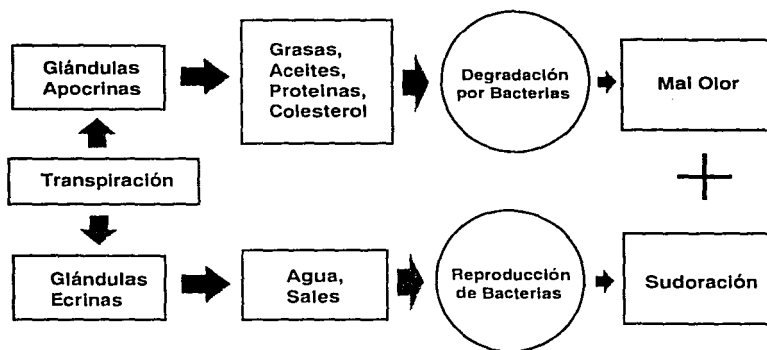 Glándulas
Apocrinas
Grasas,
Aceites,
Proteinas,
Colesterol
Degradación
por Bacterias
Mal Olor
Transpiración
Glándulas
Ecrinas
Agua,
Sales
Reproducción
de Bacterias
Sudoración